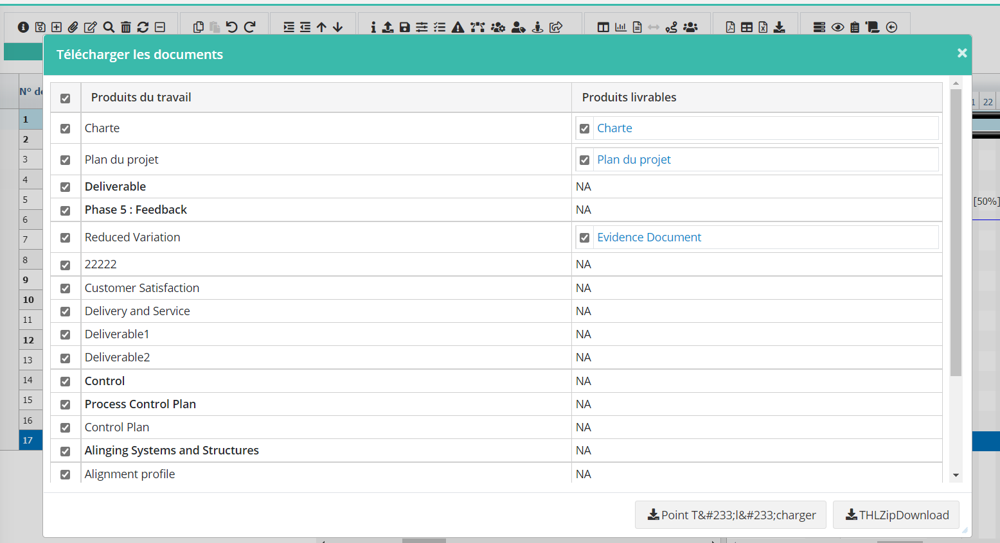 Télécharger les documents
N° de
1 22
Produits du travail Produits livrables
1
Charte Charte
2
3
Plan du projet Plan du projet
4
Deliverable NA
5
[50%]
Phase 5 : Feedback NA
6
7
Reduced Variation Evidence Document
8
22222 NA
9
Customer Satisfaction NA
10
Delivery and Service NA
11
Deliverable1 NA
12
Deliverable2 NA
13
14
Control NA
15
Process Control Plan NA
16
Control Plan NA
17
Alinging Systems and Structures NA
Alignment profile NA
Point T&#233;l&#233;charger THLZipDownload